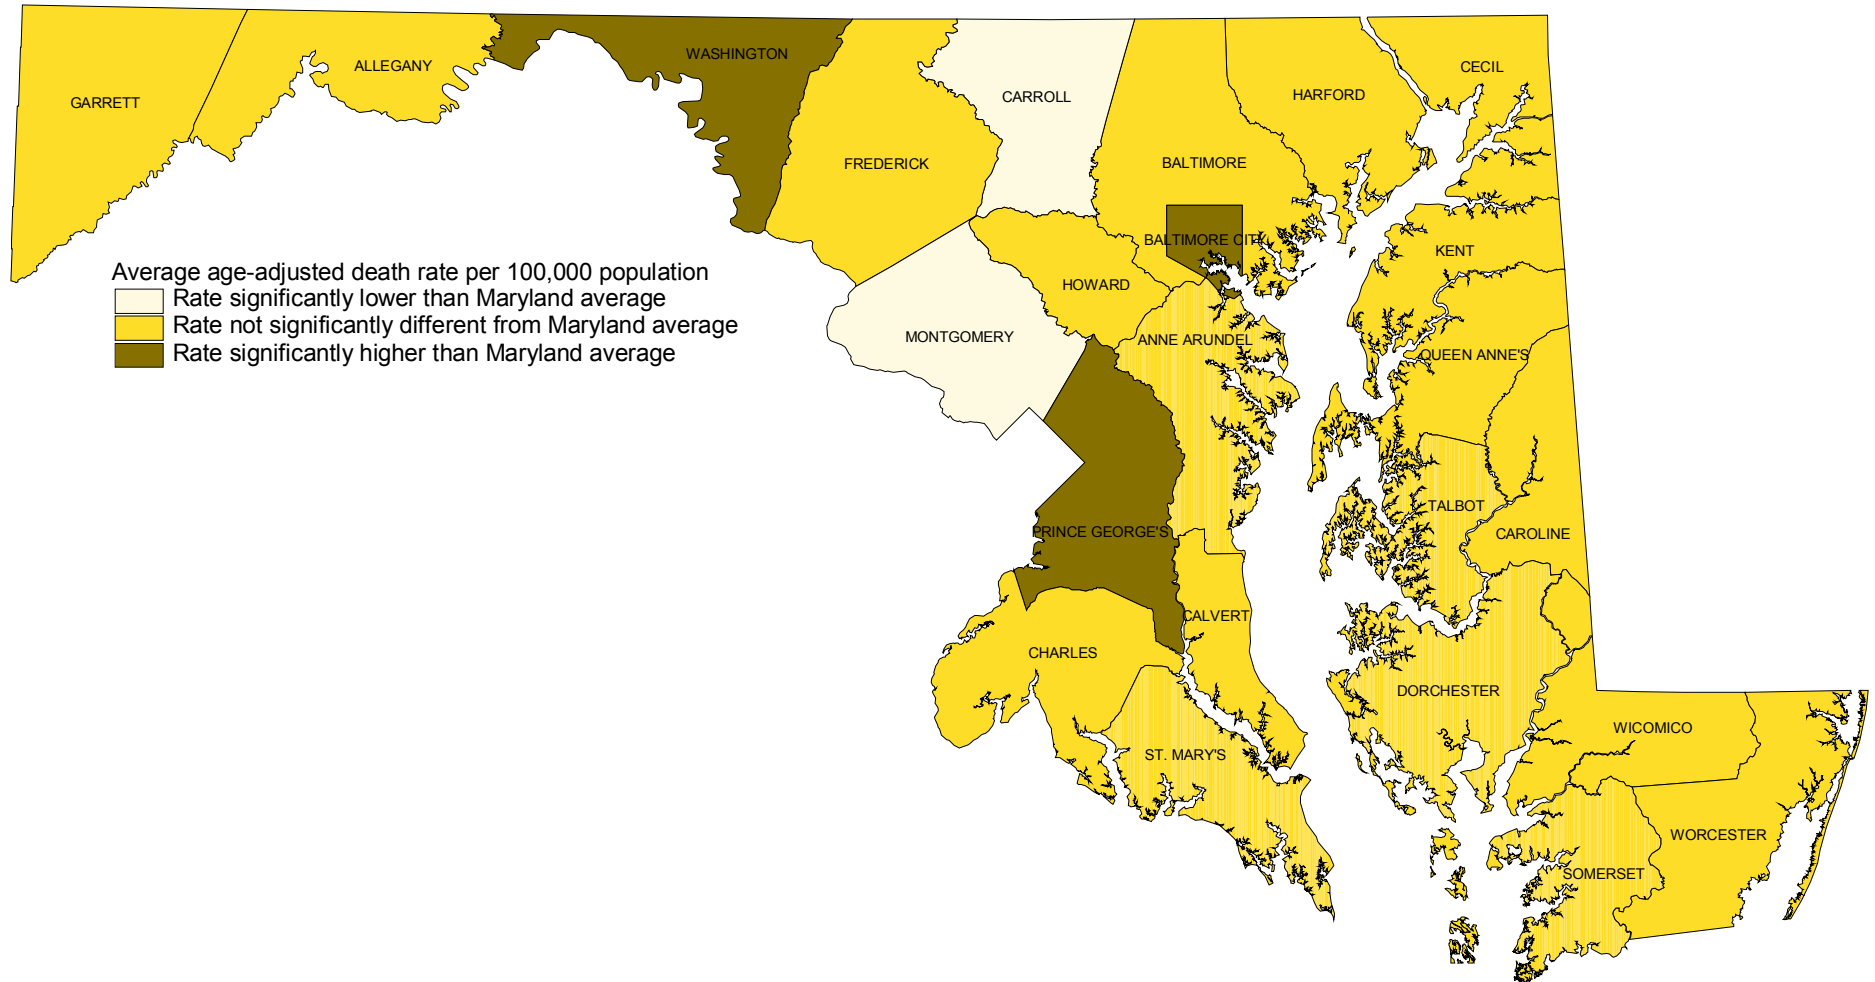 WASHINGTON
ALLEGANY
CECIL
GARRETT
CARROLL
HARFORD
FREDERICK
BALTIMORE
BALTIMORE CITY
KENT
Average age-adjusted death rate per 100,000 population
Rate significantly lower than Maryland average
Rate not significantly different from Maryland average
Rate significantly higher than Maryland average
HOWARD
MONTGOMERY
ANNE ARUNDEL
QUEEN ANNE'S
TALBOT
PRINCE GEORGE'S
CAROLINE
CALVERT
CHARLES
DORCHESTER
WICOMICO
ST. MARY'S
WORCESTER
SOMERSET